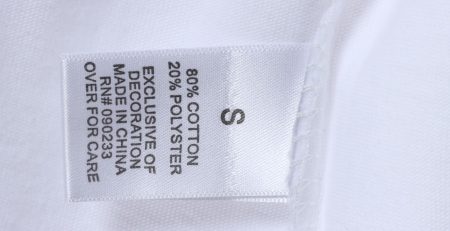 S
80% COTTON
20% POLYSTER
EXCLUSIVE OF
DECORATION
MADE IN CHINA
RN# 090233
OVER FOR CARE